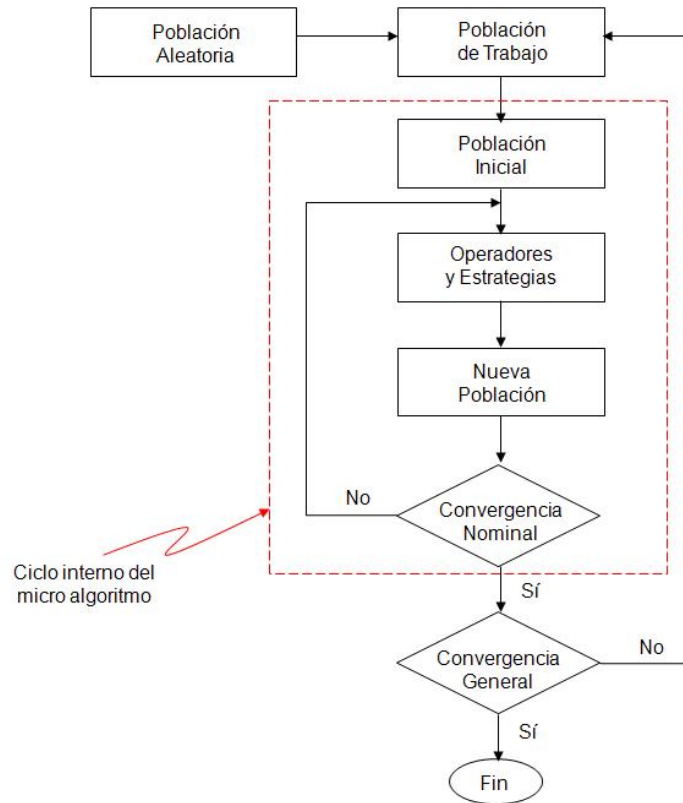 Población
Aleatoria
Población
de Trabajo
Población
Inicial
Operadores
y Estrategias
Nueva
Población
No
Convergencia
Nominal
Ciclo interno del
micro algoritmo
Sí
Convergencia
General
No
Sí
Fin